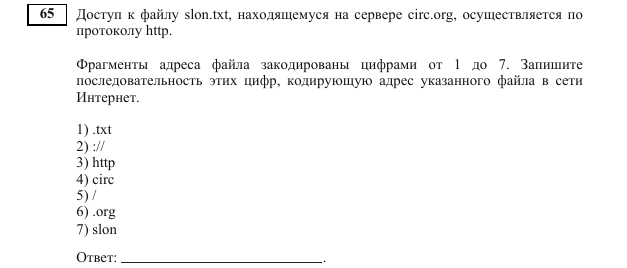 65
Доступ к файлу slon.txt, находящемуся на сервере circ.org, осуществляется по
протоколу http.
Фрагменты адреса файла закодированы цифрами от 1 до 7. Запишите
последовательность этих цифр, кодирующую адрес указанного файла в сети
Интернет.
1) .txt
2) ://
3) http
4) circ
5) /
6) .org
7) slon
Ответ: ____________________________.